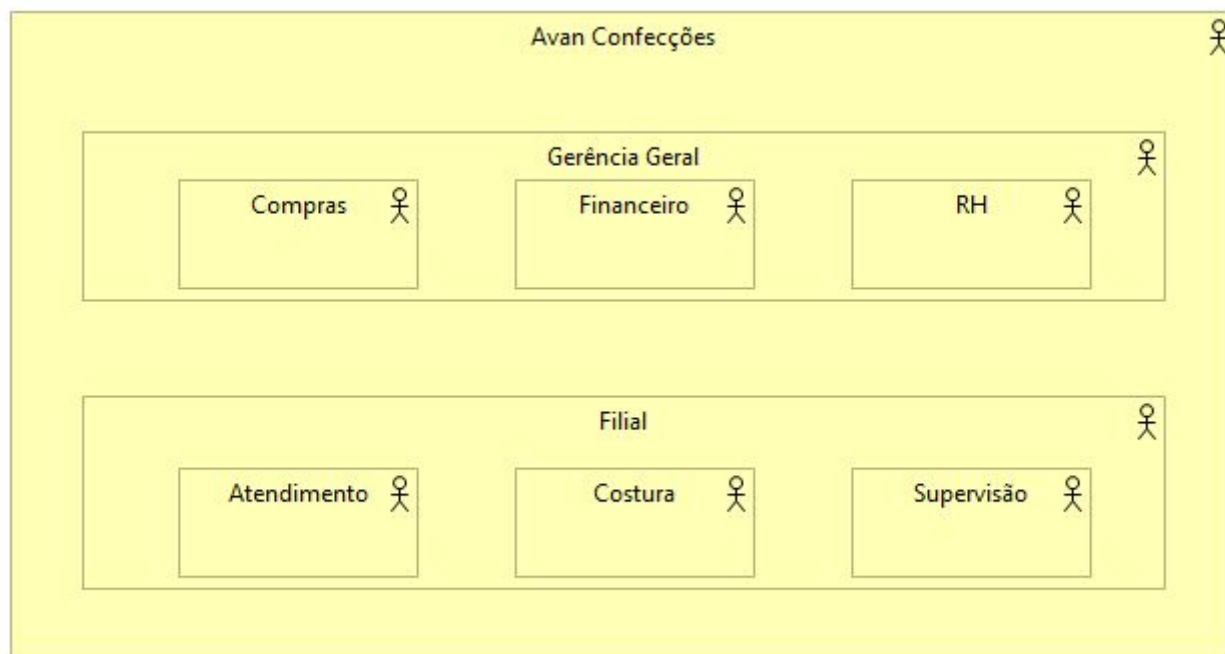 Avan Confecções
Gerência Geral
Compras
Financeiro
RH
Filial
Atendimento
Costura
Supervisão